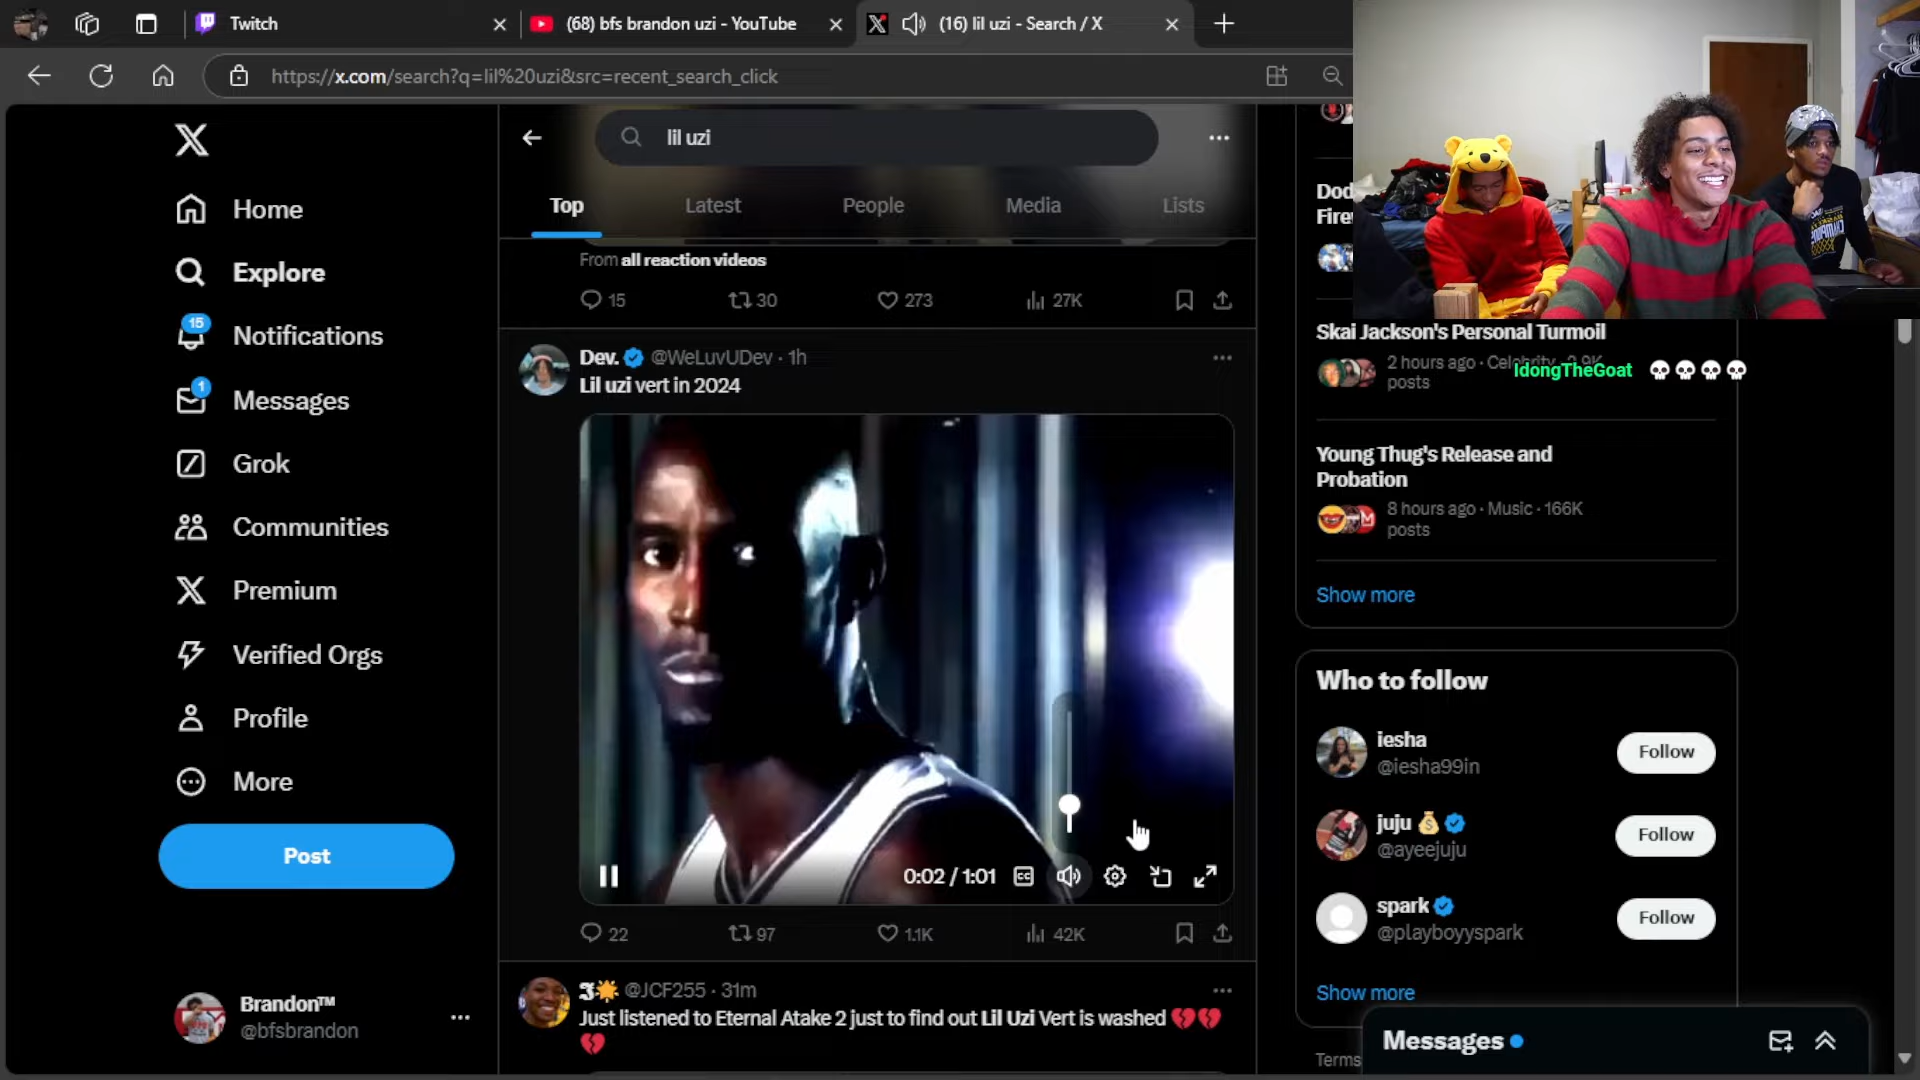 Twitch
(68) bfs brandon uzi - YouTube
(16) lil uzi - Search / X
https://x.com/search?q=lil%20uzi&src=recent_search_click
Home
Explore
15
Notifications
1
Messages
Grok
Communities
Premium
Verified Orgs
Profile
More
Post
Brandon™
@bfsbrandon
lil uzi
Top
Latest
People
Media
Lists
From all reaction videos
15
30
273
27K
Dev. @WeLuvUDev · 1h
Lil uzi vert in 2024
0:02 / 1:01
CC
22
97
1.1K
42K
@JCF255 · 31m
Just listened to Eternal Atake 2 just to find out Lil Uzi Vert is washed 💔💔
💔
Skai Jackson's Personal Turmoil
2 hours ago · Celebrity · 2.9K
posts
IdongTheGoat 💀💀💀💀
Young Thug's Release and
Probation
8 hours ago · Music · 166K
posts
Show more
Who to follow
iesha
@iesha99in
Follow
juju 💰
@ayeejuju
Follow
spark
@playboyyspark
Follow
Show more
Terms
Messages